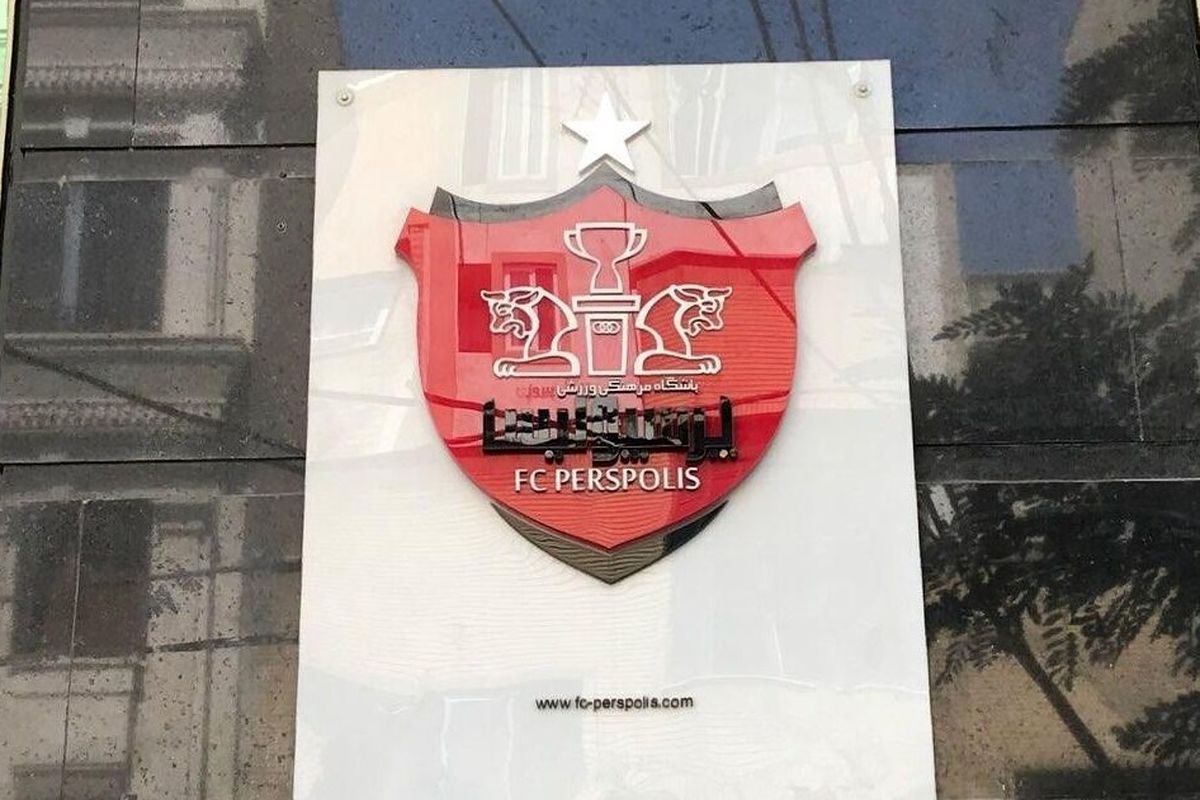 باشگاه فرهنگی ورزشی
پرسپولیس
FC PERSPOLIS
www.fc-perspolis.com